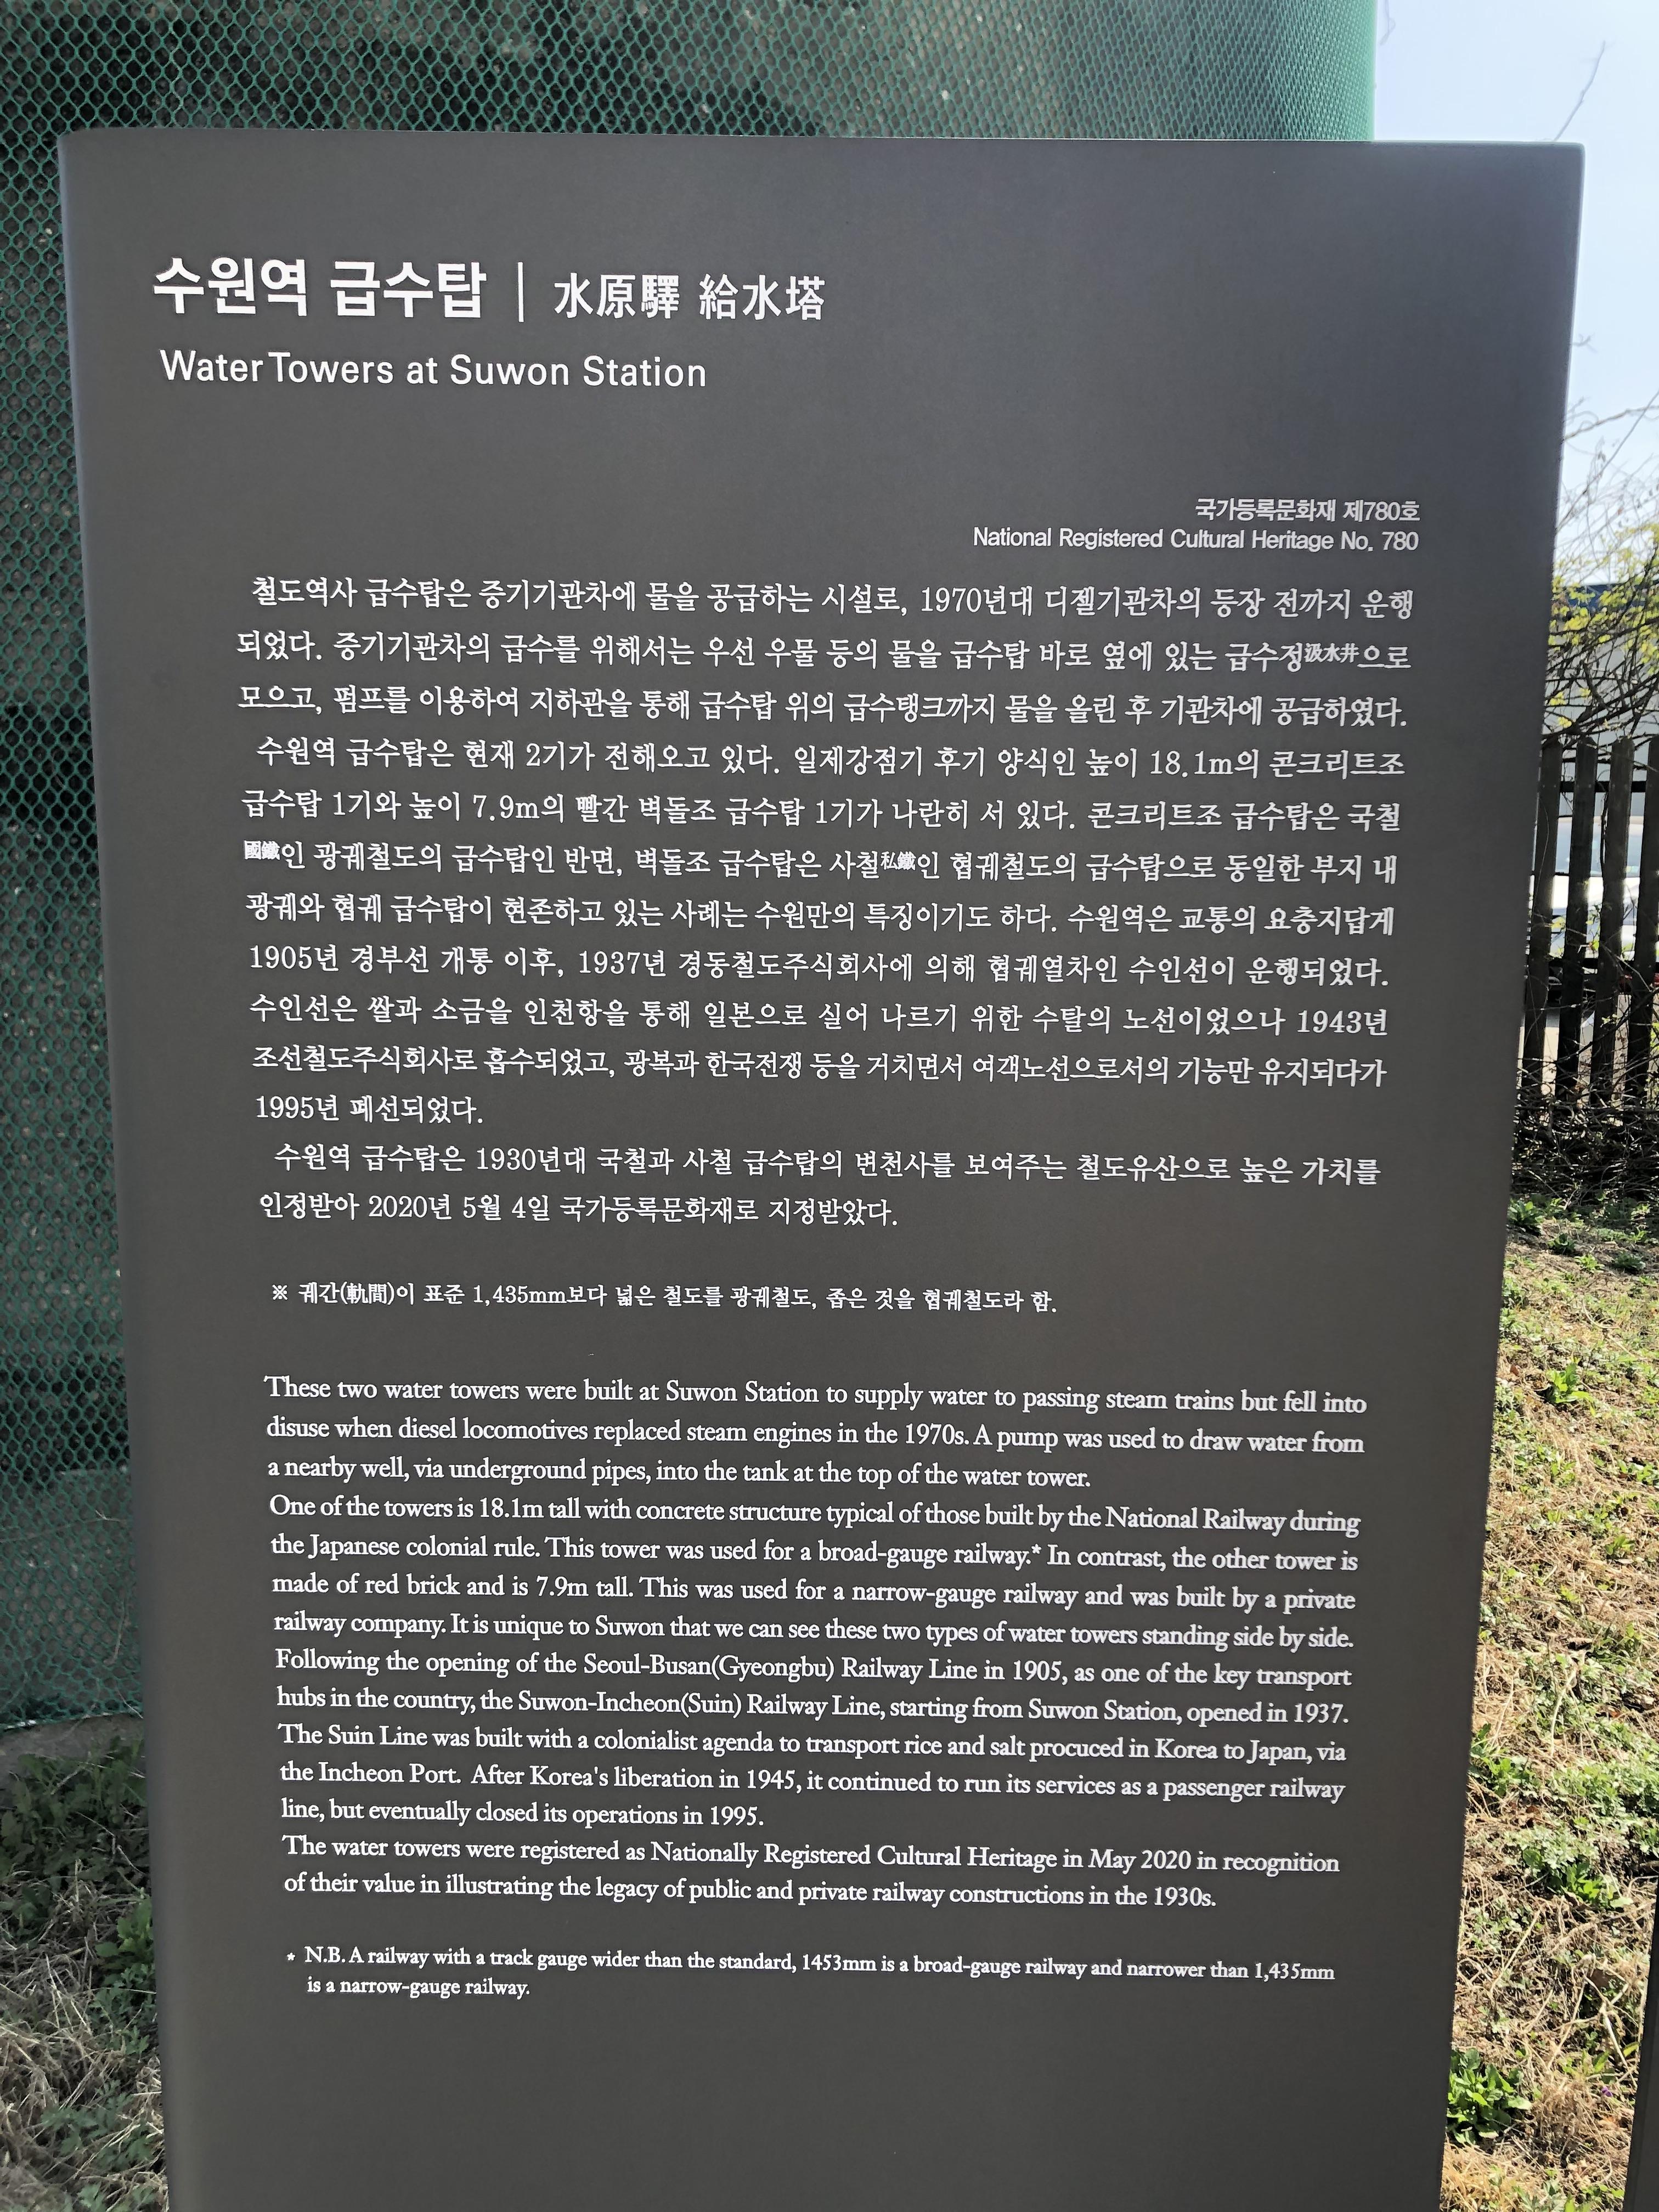 수원역 급수탑 | 水原驛 給水塔
Water Towers at Suwon Station
국가등록문화재 제780호
National Registered Cultural Heritage No. 780
철도역사 급수탑은 증기기관차에 물을 공급하는 시설로, 1970년대 디젤기관차의 등장 전까지 운행
되었다. 증기기관차의 급수를 위해서는 우선 우물 등의 물을 급수탑 바로 옆에 있는 급수정汲水井으로
모으고, 펌프를 이용하여 지하관을 통해 급수탑 위의 급수탱크까지 물을 올린 후 기관차에 공급하였다.
수원역 급수탑은 현재 2기가 전해오고 있다. 일제강점기 후기 양식인 높이 18.1m의 콘크리트조
급수탑 1기와 높이 7.9m의 빨간 벽돌조 급수탑 1기가 나란히 서 있다. 콘크리트조 급수탑은 국철
國鐵인 광궤철도의 급수탑인 반면, 벽돌조 급수탑은 사철私鐵인 협궤철도의 급수탑으로 동일한 부지 내
광궤와 협궤 급수탑이 현존하고 있는 사례는 수원만의 특징이기도 하다. 수원역은 교통의 요충지답게
1905년 경부선 개통 이후, 1937년 경동철도주식회사에 의해 협궤열차인 수인선이 운행되었다.
수인선은 쌀과 소금을 인천항을 통해 일본으로 실어 나르기 위한 수탈의 노선이었으나 1943년
조선철도주식회사로 흡수되었고, 광복과 한국전쟁 등을 거치면서 여객노선으로서의 기능만 유지되다가
1995년 폐선되었다.
수원역 급수탑은 1930년대 국철과 사철 급수탑의 변천사를 보여주는 철도유산으로 높은 가치를
인정받아 2020년 5월 4일 국가등록문화재로 지정받았다.
※ 궤간(軌間)이 표준 1,435mm보다 넓은 철도를 광궤철도, 좁은 것을 협궤철도라 함.
These two water towers were built at Suwon Station to supply water to passing steam trains but fell into
disuse when diesel locomotives replaced steam engines in the 1970s. A pump was used to draw water from
a nearby well, via underground pipes, into the tank at the top of the water tower.
One of the towers is 18.1m tall with concrete structure typical of those built by the National Railway during
the Japanese colonial rule. This tower was used for a broad-gauge railway.* In contrast, the other tower is
made of red brick and is 7.9m tall. This was used for a narrow-gauge railway and was built by a private
railway company. It is unique to Suwon that we can see these two types of water towers standing side by side.
Following the opening of the Seoul-Busan(Gyeongbu) Railway Line in 1905, as one of the key transport
hubs in the country, the Suwon-Incheon(Suin) Railway Line, starting from Suwon Station, opened in 1937.
The Suin Line was built with a colonialist agenda to transport rice and salt procuced in Korea to Japan, via
the Incheon Port. After Korea's liberation in 1945, it continued to run its services as a passenger railway
line, but eventually closed its operations in 1995.
The water towers were registered as Nationally Registered Cultural Heritage in May 2020 in recognition
of their value in illustrating the legacy of public and private railway constructions in the 1930s.
* N.B. A railway with a track gauge wider than the standard, 1453mm is a broad-gauge railway and narrower than 1,435mm
is a narrow-gauge railway.